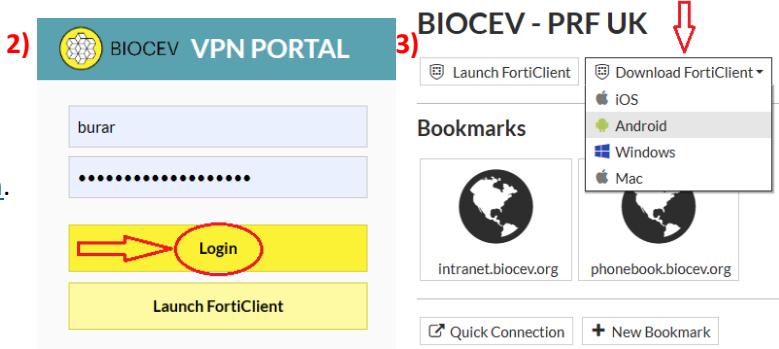 2)
BIOCEV VPN PORTAL
burar
•••••••••••••••••••
.
Login
Launch FortiClient
3)
BIOCEV - PRF UK
Launch FortiClient
Download FortiClient
iOS
Android
Windows
Mac
Bookmarks
intranet.biocev.org
phonebook.biocev.org
Quick Connection
New Bookmark